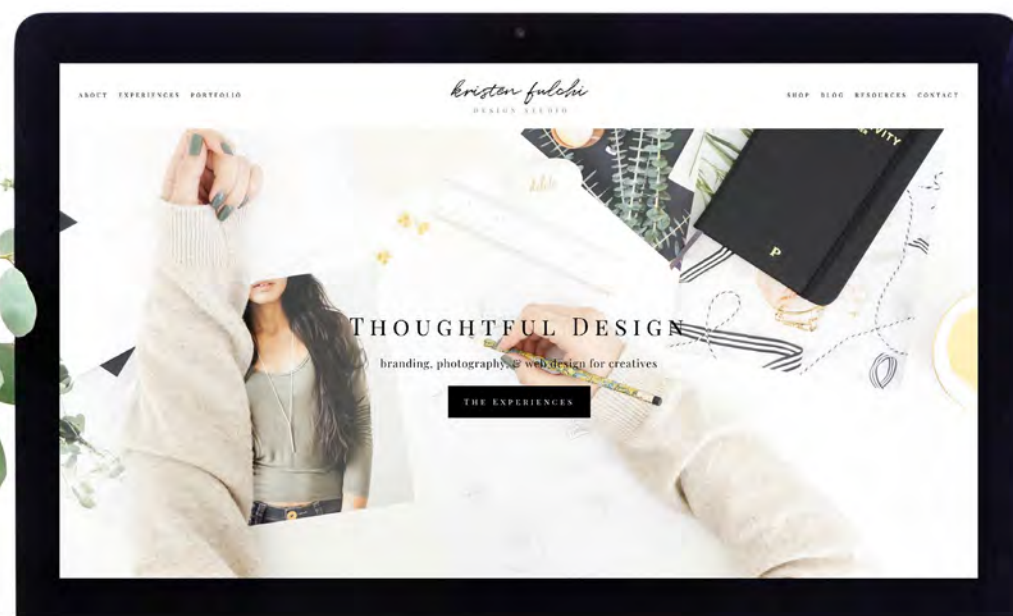 ABOUT EXPERIENCES PORTFOLIO
kristen fulchi
DESIGN STUDIO
SHOP BLOG RESOURCES CONTACT
P
THOUGHTFUL DESIGN
branding, photography, & web design for creatives
THE EXPERIENCES